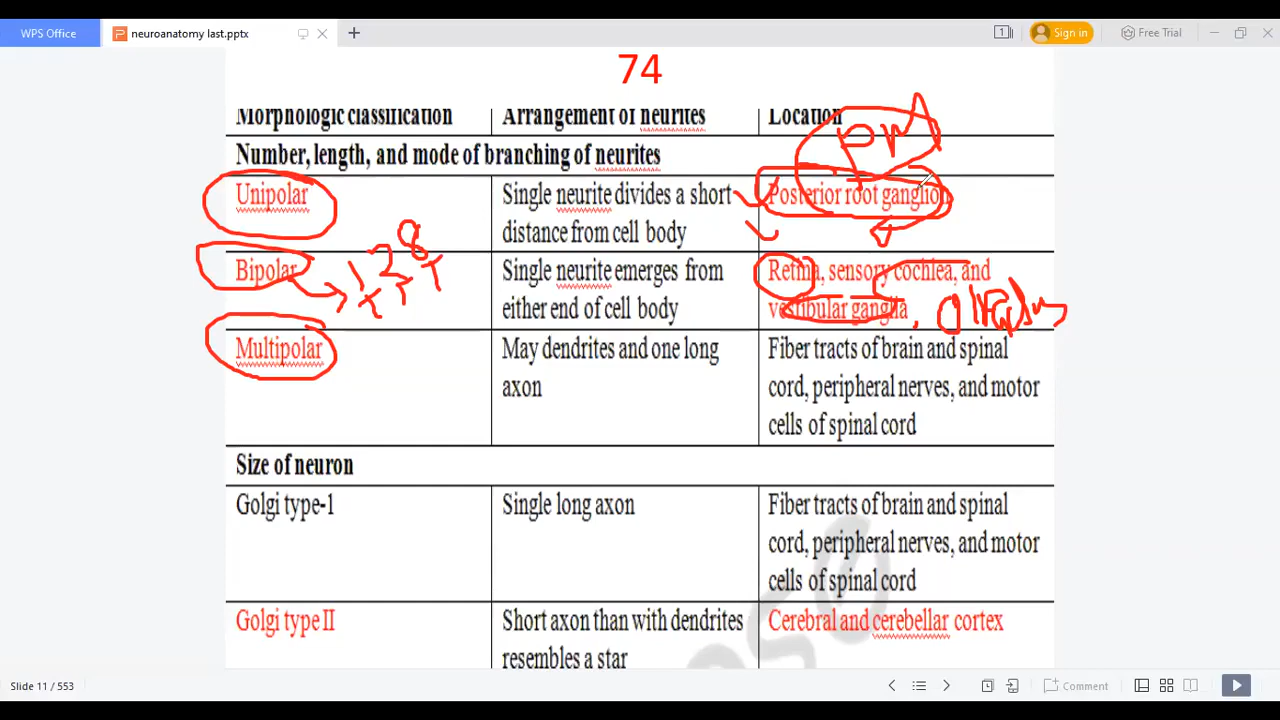 WPS Office
neuroanatomy last.pptx
1
Sign in
Free Trial
74
Morphologic classification
Arrangement of neurites
Location
Number, length, and mode of branching of neurites
Unipolar
Single neurite divides a short
distance from cell body
Posterior root ganglion
Bipolar
1 2 8
Single neurite emerges from
either end of cell body
Retina, sensory cochlea, and
vestibular ganglia
Multipolar
May dendrites and one long
axon
Fiber tracts of brain and spinal
cord, peripheral nerves, and motor
cells of spinal cord
Size of neuron
Golgi type-1
Single long axon
Fiber tracts of brain and spinal
cord, peripheral nerves, and motor
cells of spinal cord
Golgi type II
Short axon than with dendrites
resembles a star
Cerebral and cerebellar cortex
Slide 11 / 553
Comment